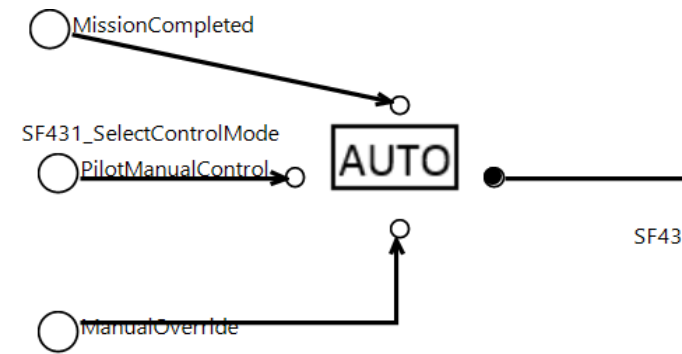 MissionCompleted
SF431_SelectControlMode
AUTO
PilotManualControl
SF43
ManualOverride